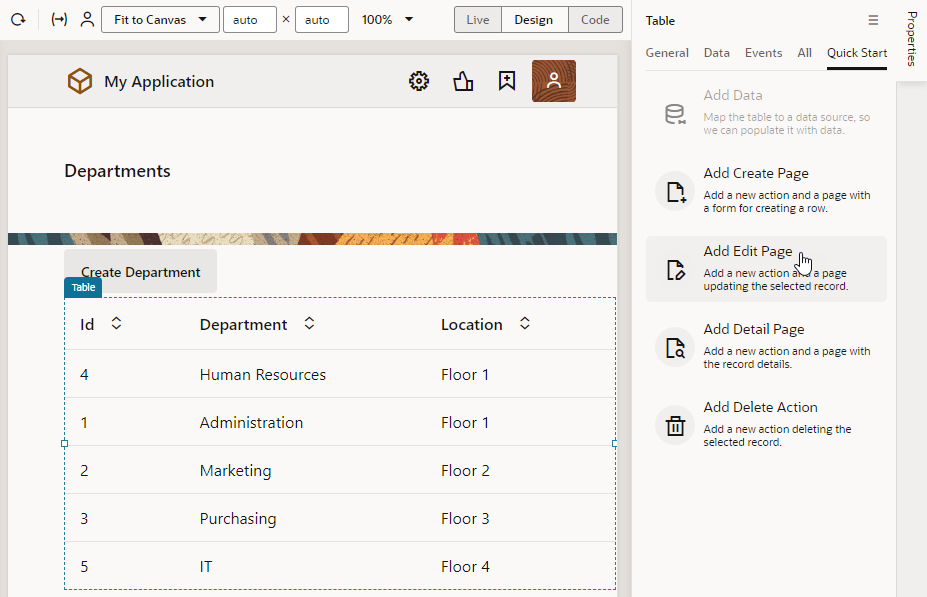 Fit to Canvas auto × auto 100% Live Design Code
My Application
Departments
Create Department
Table
Id Department Location
4 Human Resources Floor 1
1 Administration Floor 1
2 Marketing Floor 2
3 Purchasing Floor 3
5 IT Floor 4
Table
General Data Events All Quick Start
Add Data
Map the table to a data source, so
we can populate it with data.
Add Create Page
Add a new action and a page with
a form for creating a row.
Add Edit Page
Add a new action and a page
updating the selected record.
Add Detail Page
Add a new action and a page with
the record details.
Add Delete Action
Add a new action deleting the
selected record.
Properties